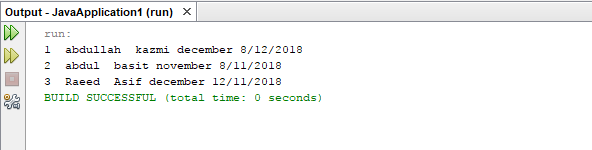 Output - JavaApplication1 (run) ×
run:
1  abdullah  kazmi december 8/12/2018
2  abdul  basit november 8/11/2018
3  Raeed  Asif december 12/11/2018
BUILD SUCCESSFUL (total time: 0 seconds)